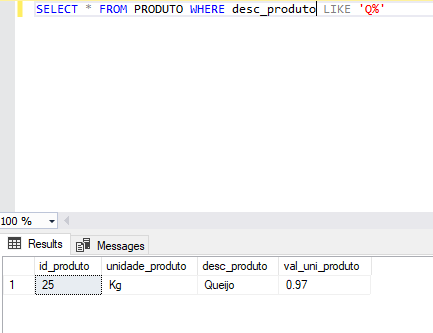 SELECT * FROM PRODUTO WHERE desc_produto LIKE 'Q%'
100 %
Results Messages
id_produto unidade_produto desc_produto val_uni_produto
1 25 Kg Queijo 0.97